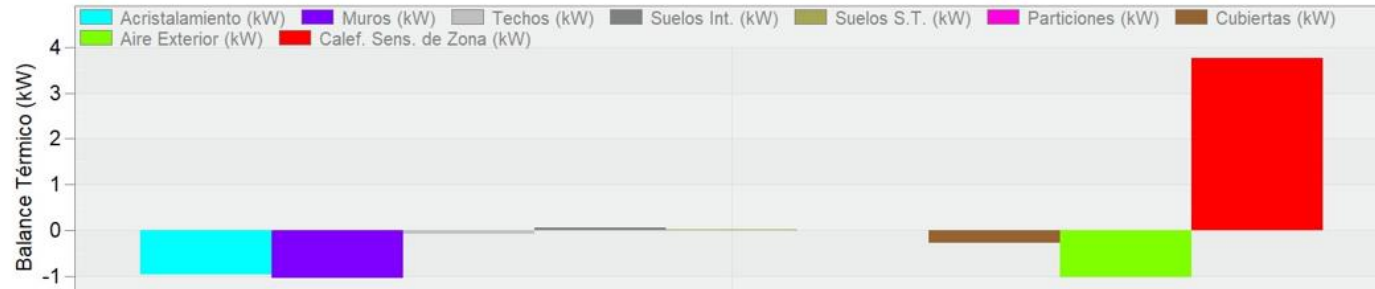 Acristalamiento (kW) Muros (kW) Techos (kW) Suelos Int. (kW) Suelos S.T. (kW) Particiones (kW) Cubiertas (kW)
Aire Exterior (kW) Calef. Sens. de Zona (kW)
Balance Térmico (kW)
4
3
2
1
0
-1